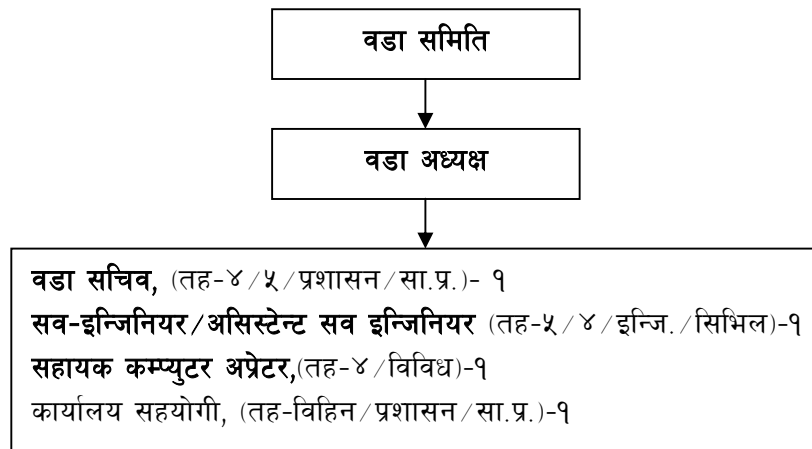 वडा समिति
वडा अध्यक्ष
वडा सचिव, (तह-४/५/प्रशासन/सा.प्र.)- १
सव-इन्जिनियर/असिस्टेन्ट सव इन्जिनियर (तह-५/४/इन्जि./सिभिल)-१
सहायक कम्प्युटर अप्रेटर,(तह-४/विविध)-१
कार्यालय सहयोगी, (तह-विहिन/प्रशासन/सा.प्र.)-१